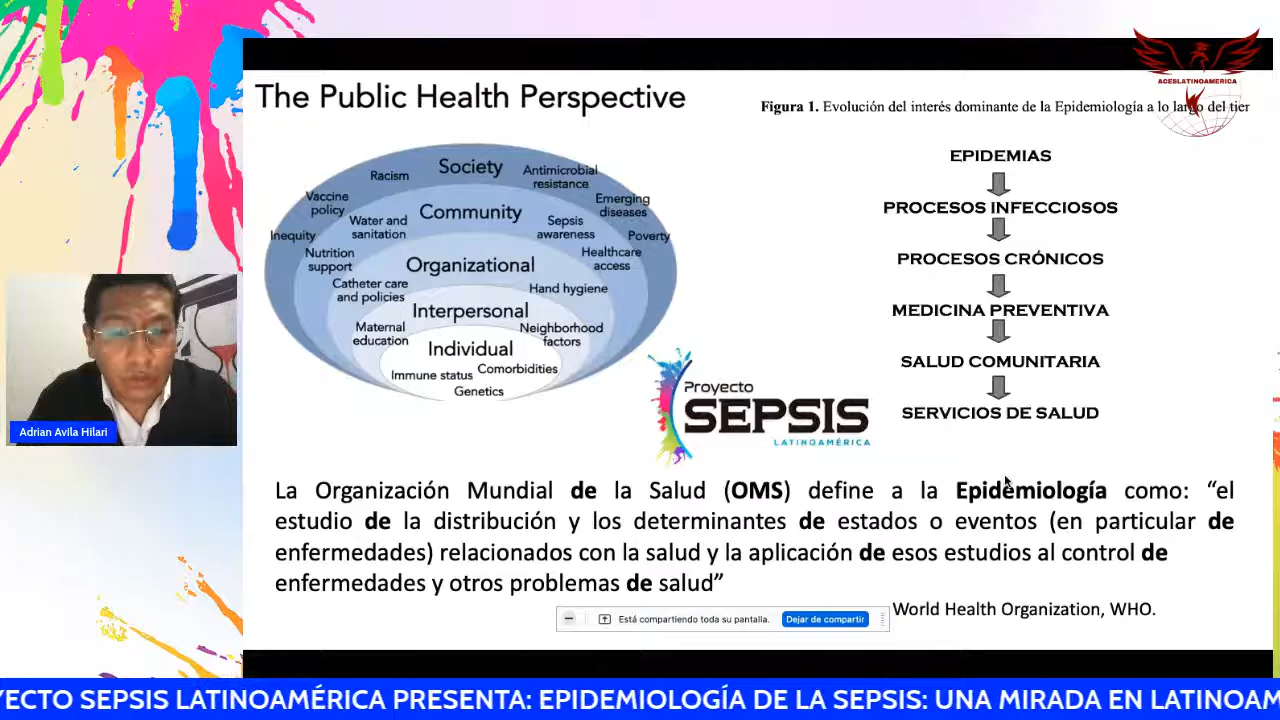 ACESLATINOAMERICA
The Public Health Perspective
Figura 1. Evolución del interés dominante de la Epidemiología a lo largo del tier
Society
Racism
Antimicrobial
resistance
Vaccine
policy
Emerging
diseases
Community
Water and
sanitation
Sepsis
awareness
Inequity
Poverty
Nutrition
support
Healthcare
access
Organizational
Catheter care
and policies
Hand hygiene
Interpersonal
Maternal
education
Neighborhood
factors
Individual
Immune status
Comorbidities
Genetics
EPIDEMIAS
PROCESOS INFECCIOSOS
PROCESOS CRÓNICOS
MEDICINA PREVENTIVA
SALUD COMUNITARIA
SERVICIOS DE SALUD
Proyecto
SEPSIS
LATINOAMÉRICA
Adrian Avila Hilari
La Organización Mundial de la Salud (OMS) define a la Epidemiología como: “el
estudio de la distribución y los determinantes de estados o eventos (en particular de
enfermedades) relacionados con la salud y la aplicación de esos estudios al control de
enfermedades y otros problemas de salud”
World Health Organization, WHO.
Está compartiendo toda su pantalla.
Dejar de compartir
YECTO SEPSIS LATINOAMÉRICA PRESENTA: EPIDEMIOLOGÍA DE LA SEPSIS: UNA MIRADA EN LATINOAM